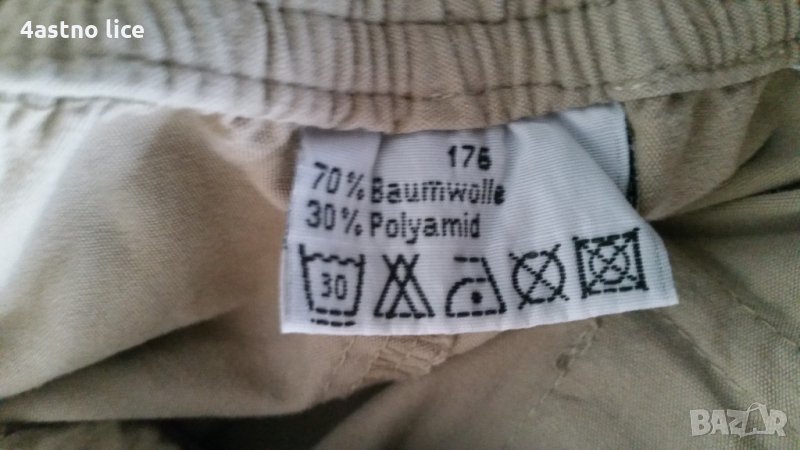 4astno lice
176
70% Baumwolle
30% Polyamid
30
BAZAR